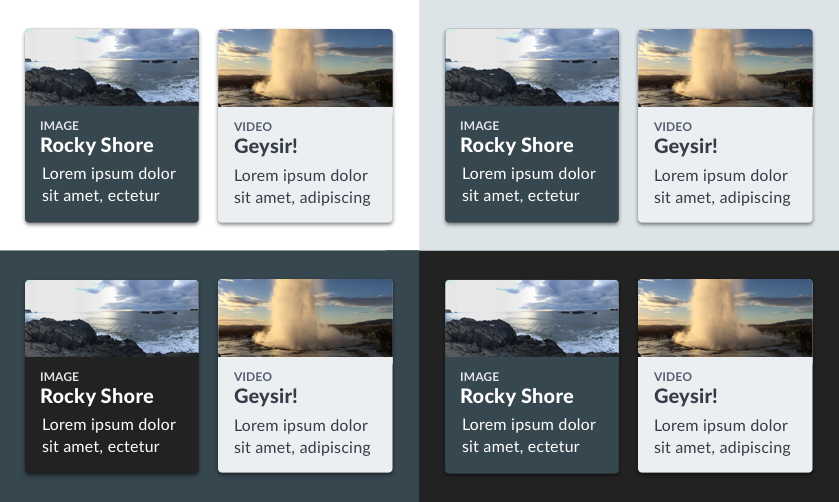 IMAGE
Rocky Shore
Lorem ipsum dolor
sit amet, ectetur
VIDEO
Geysir!
Lorem ipsum dolor
sit amet, adipiscing
IMAGE
Rocky Shore
Lorem ipsum dolor
sit amet, ectetur
VIDEO
Geysir!
Lorem ipsum dolor
sit amet, adipiscing
IMAGE
Rocky Shore
Lorem ipsum dolor
sit amet, ectetur
VIDEO
Geysir!
Lorem ipsum dolor
sit amet, adipiscing
IMAGE
Rocky Shore
Lorem ipsum dolor
sit amet, ectetur
VIDEO
Geysir!
Lorem ipsum dolor
sit amet, adipiscing